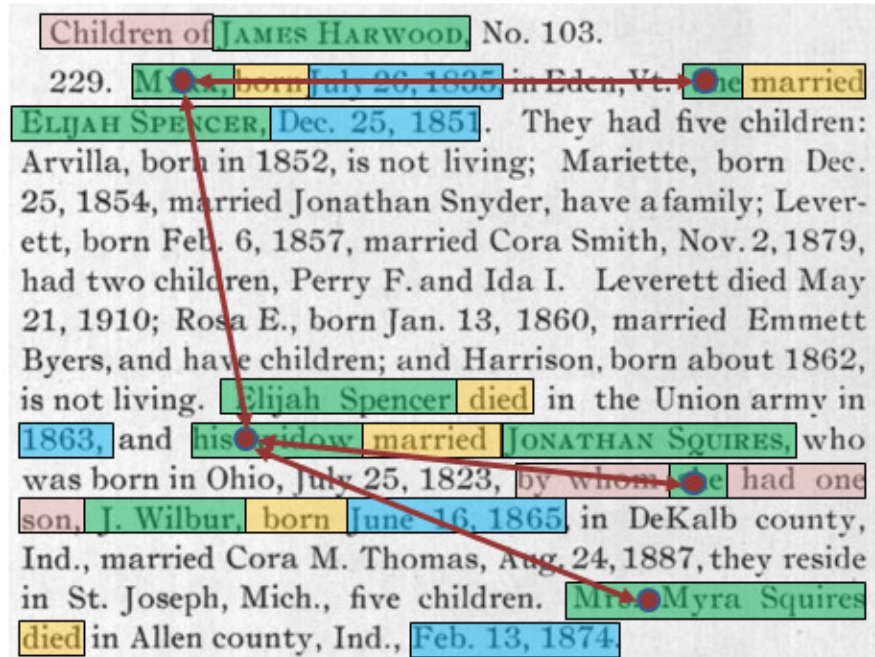 Children of JAMES HARWOOD, No. 103.
229. Myra, born July 26, 1835, in Eden, Vt. She married
ELIJAH SPENCER, Dec. 25, 1851. They had five children:
Arvilla, born in 1852, is not living; Mariette, born Dec.
25, 1854, married Jonathan Snyder, have a family; Lever-
ett, born Feb. 6, 1857, married Cora Smith, Nov. 2, 1879,
had two children, Perry F. and Ida I. Leverett died May
21, 1910; Rosa E., born Jan. 13, 1860, married Emmett
Byers, and have children; and Harrison, born about 1862,
is not living. Elijah Spencer died in the Union army in
1863, and his widow married JONATHAN SQUIRES, who
was born in Ohio, July 25, 1823, by whom she had one
son, J. Wilbur, born June 16, 1865, in DeKalb county,
Ind., married Cora M. Thomas, Aug. 24, 1887, they reside
in St. Joseph, Mich., five children. Mrs. Myra Squires
died in Allen county, Ind., Feb. 13, 1874.